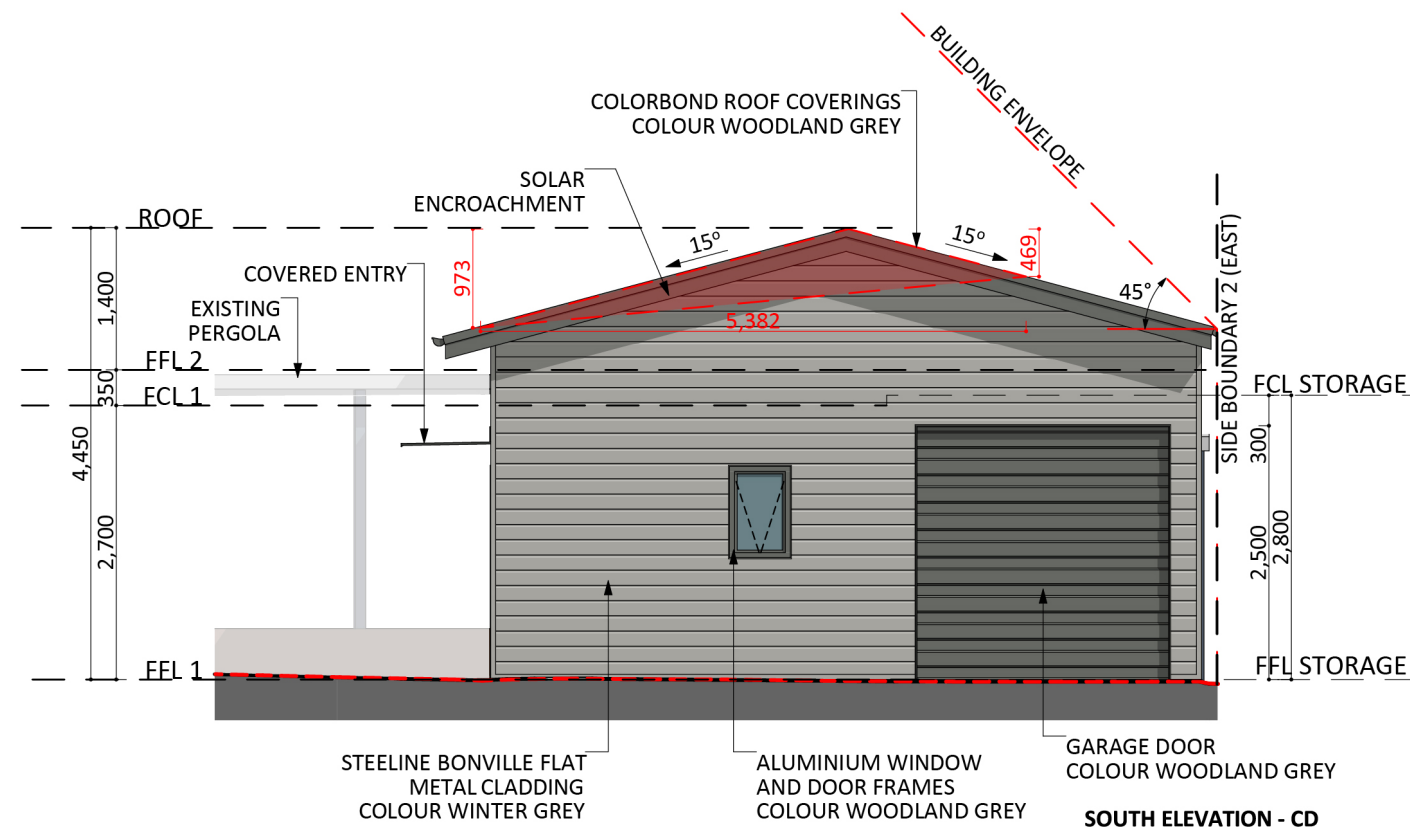 BUILDING ENVELOPE
COLORBOND ROOF COVERINGS
COLOUR WOODLAND GREY
SOLAR
ENCROACHMENT
ROOF
15º
15º
469
973
COVERED ENTRY
45°
SIDE BOUNDARY 2 (EAST)
1,400
EXISTING
PERGOLA
5,382
FFL 2
350
FCL 1
FCL STORAGE
4,450
300
2,700
2,500
2,800
FFL 1
FFL STORAGE
STEELINE BONVILLE FLAT
METAL CLADDING
COLOUR WINTER GREY
ALUMINIUM WINDOW
AND DOOR FRAMES
COLOUR WOODLAND GREY
GARAGE DOOR
COLOUR WOODLAND GREY
SOUTH ELEVATION - CD